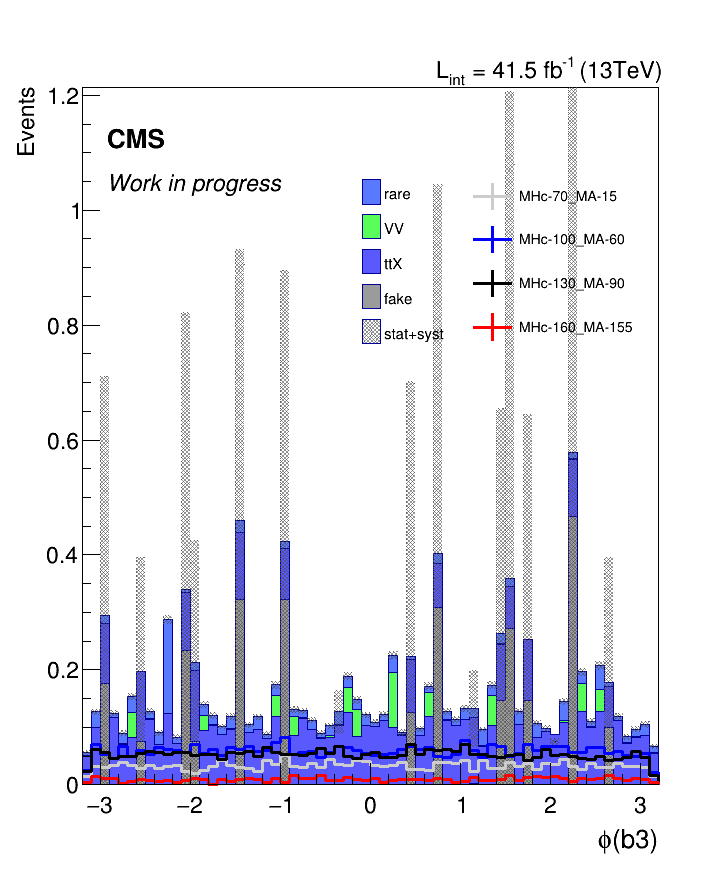 L_int = 41.5 fb^-1 (13TeV)
Events
CMS
Work in progress
rare
VV
ttX
fake
stat+syst
MHc-70_MA-15
MHc-100_MA-60
MHc-130_MA-90
MHc-160_MA-155
1.2
1
0.8
0.6
0.4
0.2
0
−3 −2 −1 0 1 2 3
ϕ(b3)